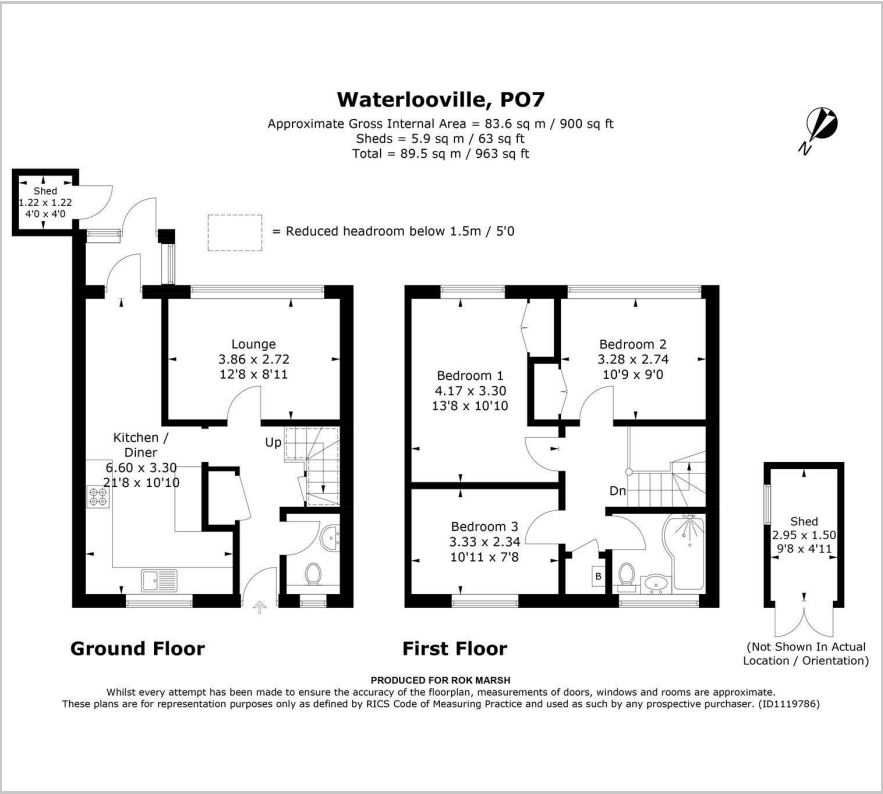 Waterlooville, PO7
Approximate Gross Internal Area = 83.6 sq m / 900 sq ft
Sheds = 5.9 sq m / 63 sq ft
Total = 89.5 sq m / 963 sq ft
N
Shed
1.22 x 1.22
4'0 x 4'0
= Reduced headroom below 1.5m / 5'0
Lounge
3.86 x 2.72
12'8 x 8'11
Kitchen /
Diner
6.60 x 3.30
21'8 x 10'10
Up
Ground Floor
Bedroom 1
4.17 x 3.30
13'8 x 10'10
Bedroom 2
3.28 x 2.74
10'9 x 9'0
Bedroom 3
3.33 x 2.34
10'11 x 7'8
Dn
B
First Floor
Shed
2.95 x 1.50
9'8 x 4'11
(Not Shown In Actual
Location / Orientation)
PRODUCED FOR ROK MARSH
Whilst every attempt has been made to ensure the accuracy of the floorplan, measurements of doors, windows and rooms are approximate.
These plans are for representation purposes only as defined by RICS Code of Measuring Practice and used as such by any prospective purchaser. (ID1119786)